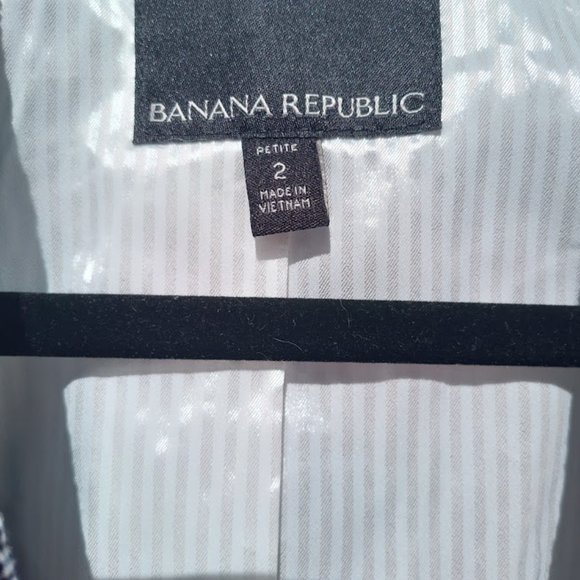 BANANA REPUBLIC
PETITE
2
MADE IN
VIETNAM